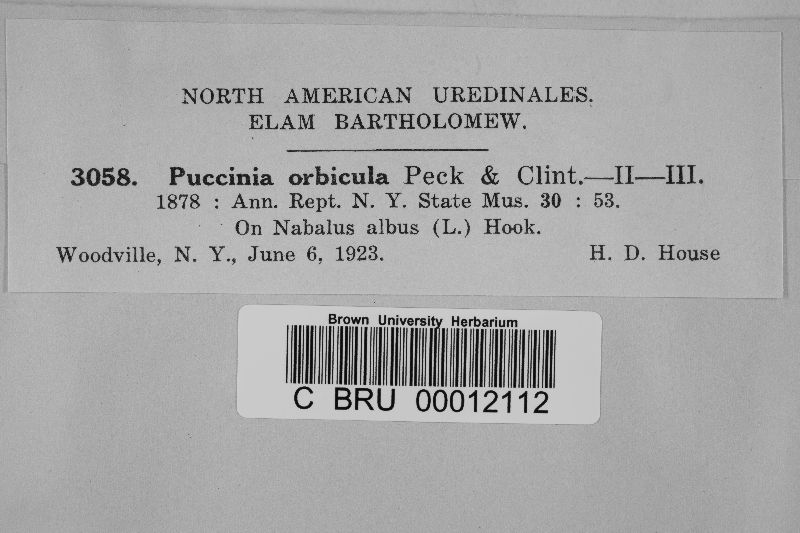 NORTH AMERICAN UREDINALES.
ELAM BARTHOLOMEW.
3058. Puccinia orbicula Peck & Clint.—II—III.
1878 : Ann. Rept. N. Y. State Mus. 30 : 53.
On Nabalus albus (L.) Hook.
Woodville, N. Y., June 6, 1923. H. D. House
Brown University Herbarium
C BRU 00012112